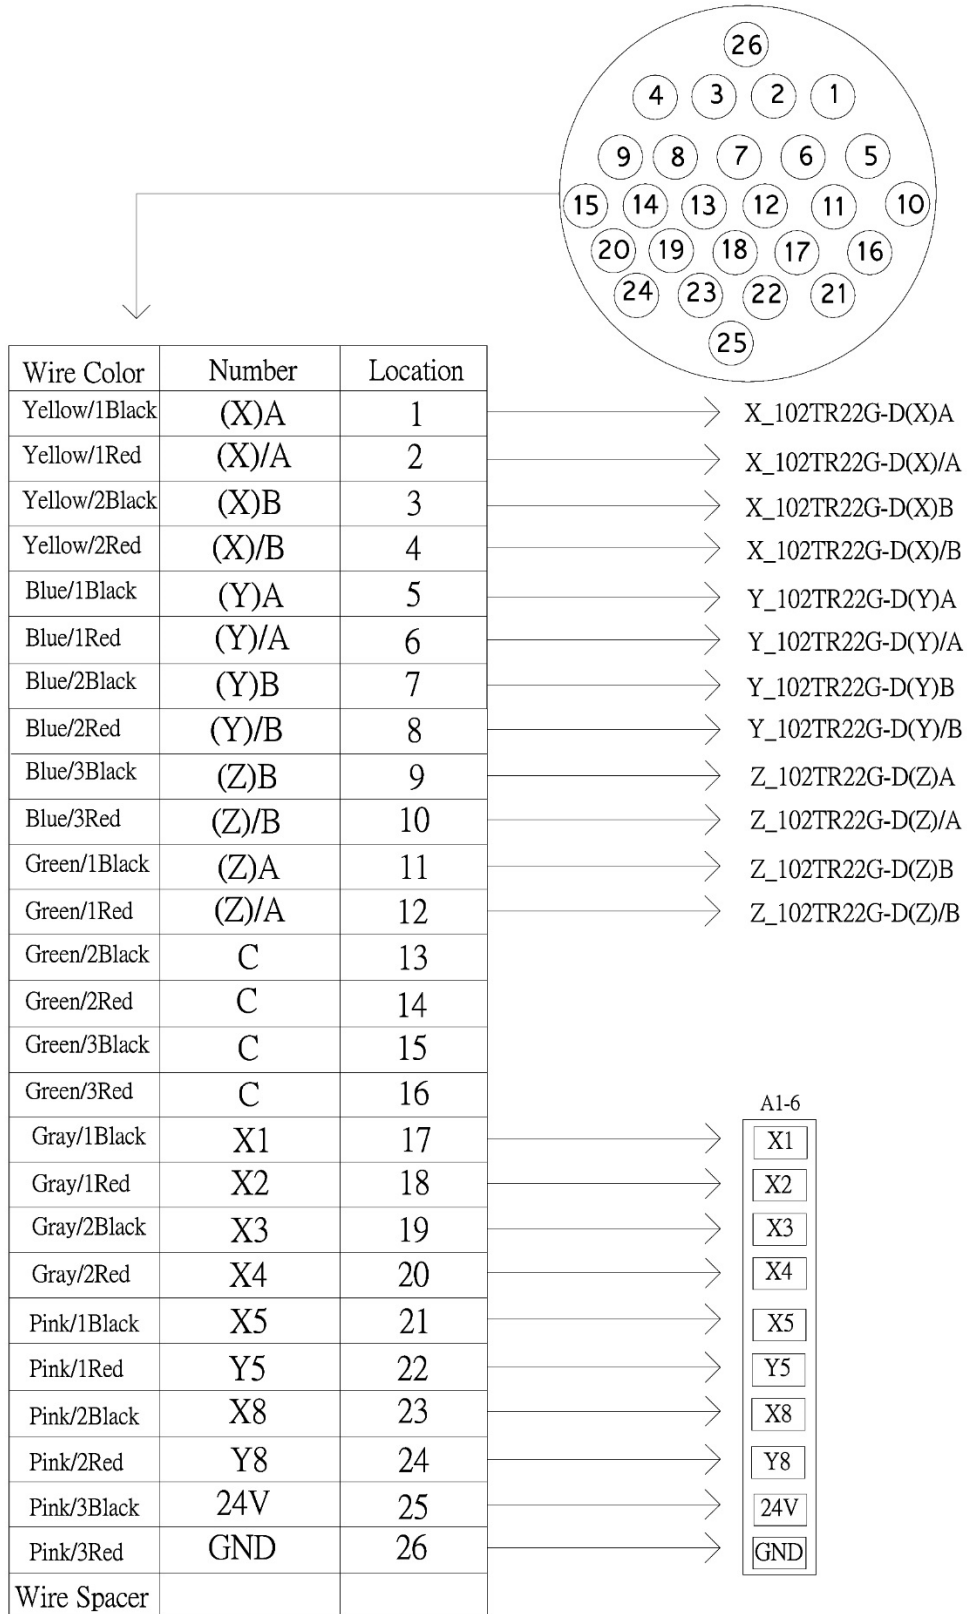 26
4 3 2 1
9 8 7 6 5
15 14 13 12 11 10
20 19 18 17 16
24 23 22 21
25
Wire Color Number Location
Yellow/1Black (X)A 1 X_102TR22G-D(X)A
Yellow/1Red (X)/A 2 X_102TR22G-D(X)/A
Yellow/2Black (X)B 3 X_102TR22G-D(X)B
Yellow/2Red (X)/B 4 X_102TR22G-D(X)/B
Blue/1Black (Y)A 5 Y_102TR22G-D(Y)A
Blue/1Red (Y)/A 6 Y_102TR22G-D(Y)/A
Blue/2Black (Y)B 7 Y_102TR22G-D(Y)B
Blue/2Red (Y)/B 8 Y_102TR22G-D(Y)/B
Blue/3Black (Z)B 9 Z_102TR22G-D(Z)A
Blue/3Red (Z)/B 10 Z_102TR22G-D(Z)/A
Green/1Black (Z)A 11 Z_102TR22G-D(Z)B
Green/1Red (Z)/A 12 Z_102TR22G-D(Z)/B
Green/2Black C 13
Green/2Red C 14
Green/3Black C 15
Green/3Red C 16
A1-6
Gray/1Black X1 17 X1
Gray/1Red X2 18 X2
Gray/2Black X3 19 X3
Gray/2Red X4 20 X4
Pink/1Black X5 21 X5
Pink/1Red Y5 22 Y5
Pink/2Black X8 23 X8
Pink/2Red Y8 24 Y8
Pink/3Black 24V 25 24V
Pink/3Red GND 26 GND
Wire Spacer